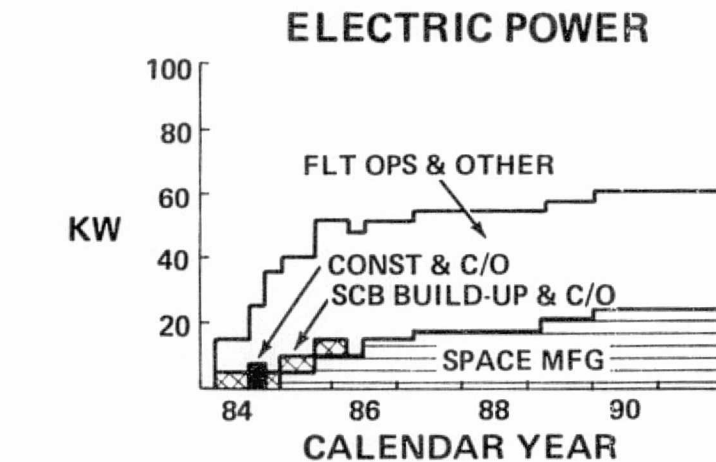 ELECTRIC POWER
100
80
FLT OPS & OTHER
60
KW
40
CONST & C/O
SCB BUILD-UP & C/O
20
SPACE MFG
84 86 88 90
CALENDAR YEAR